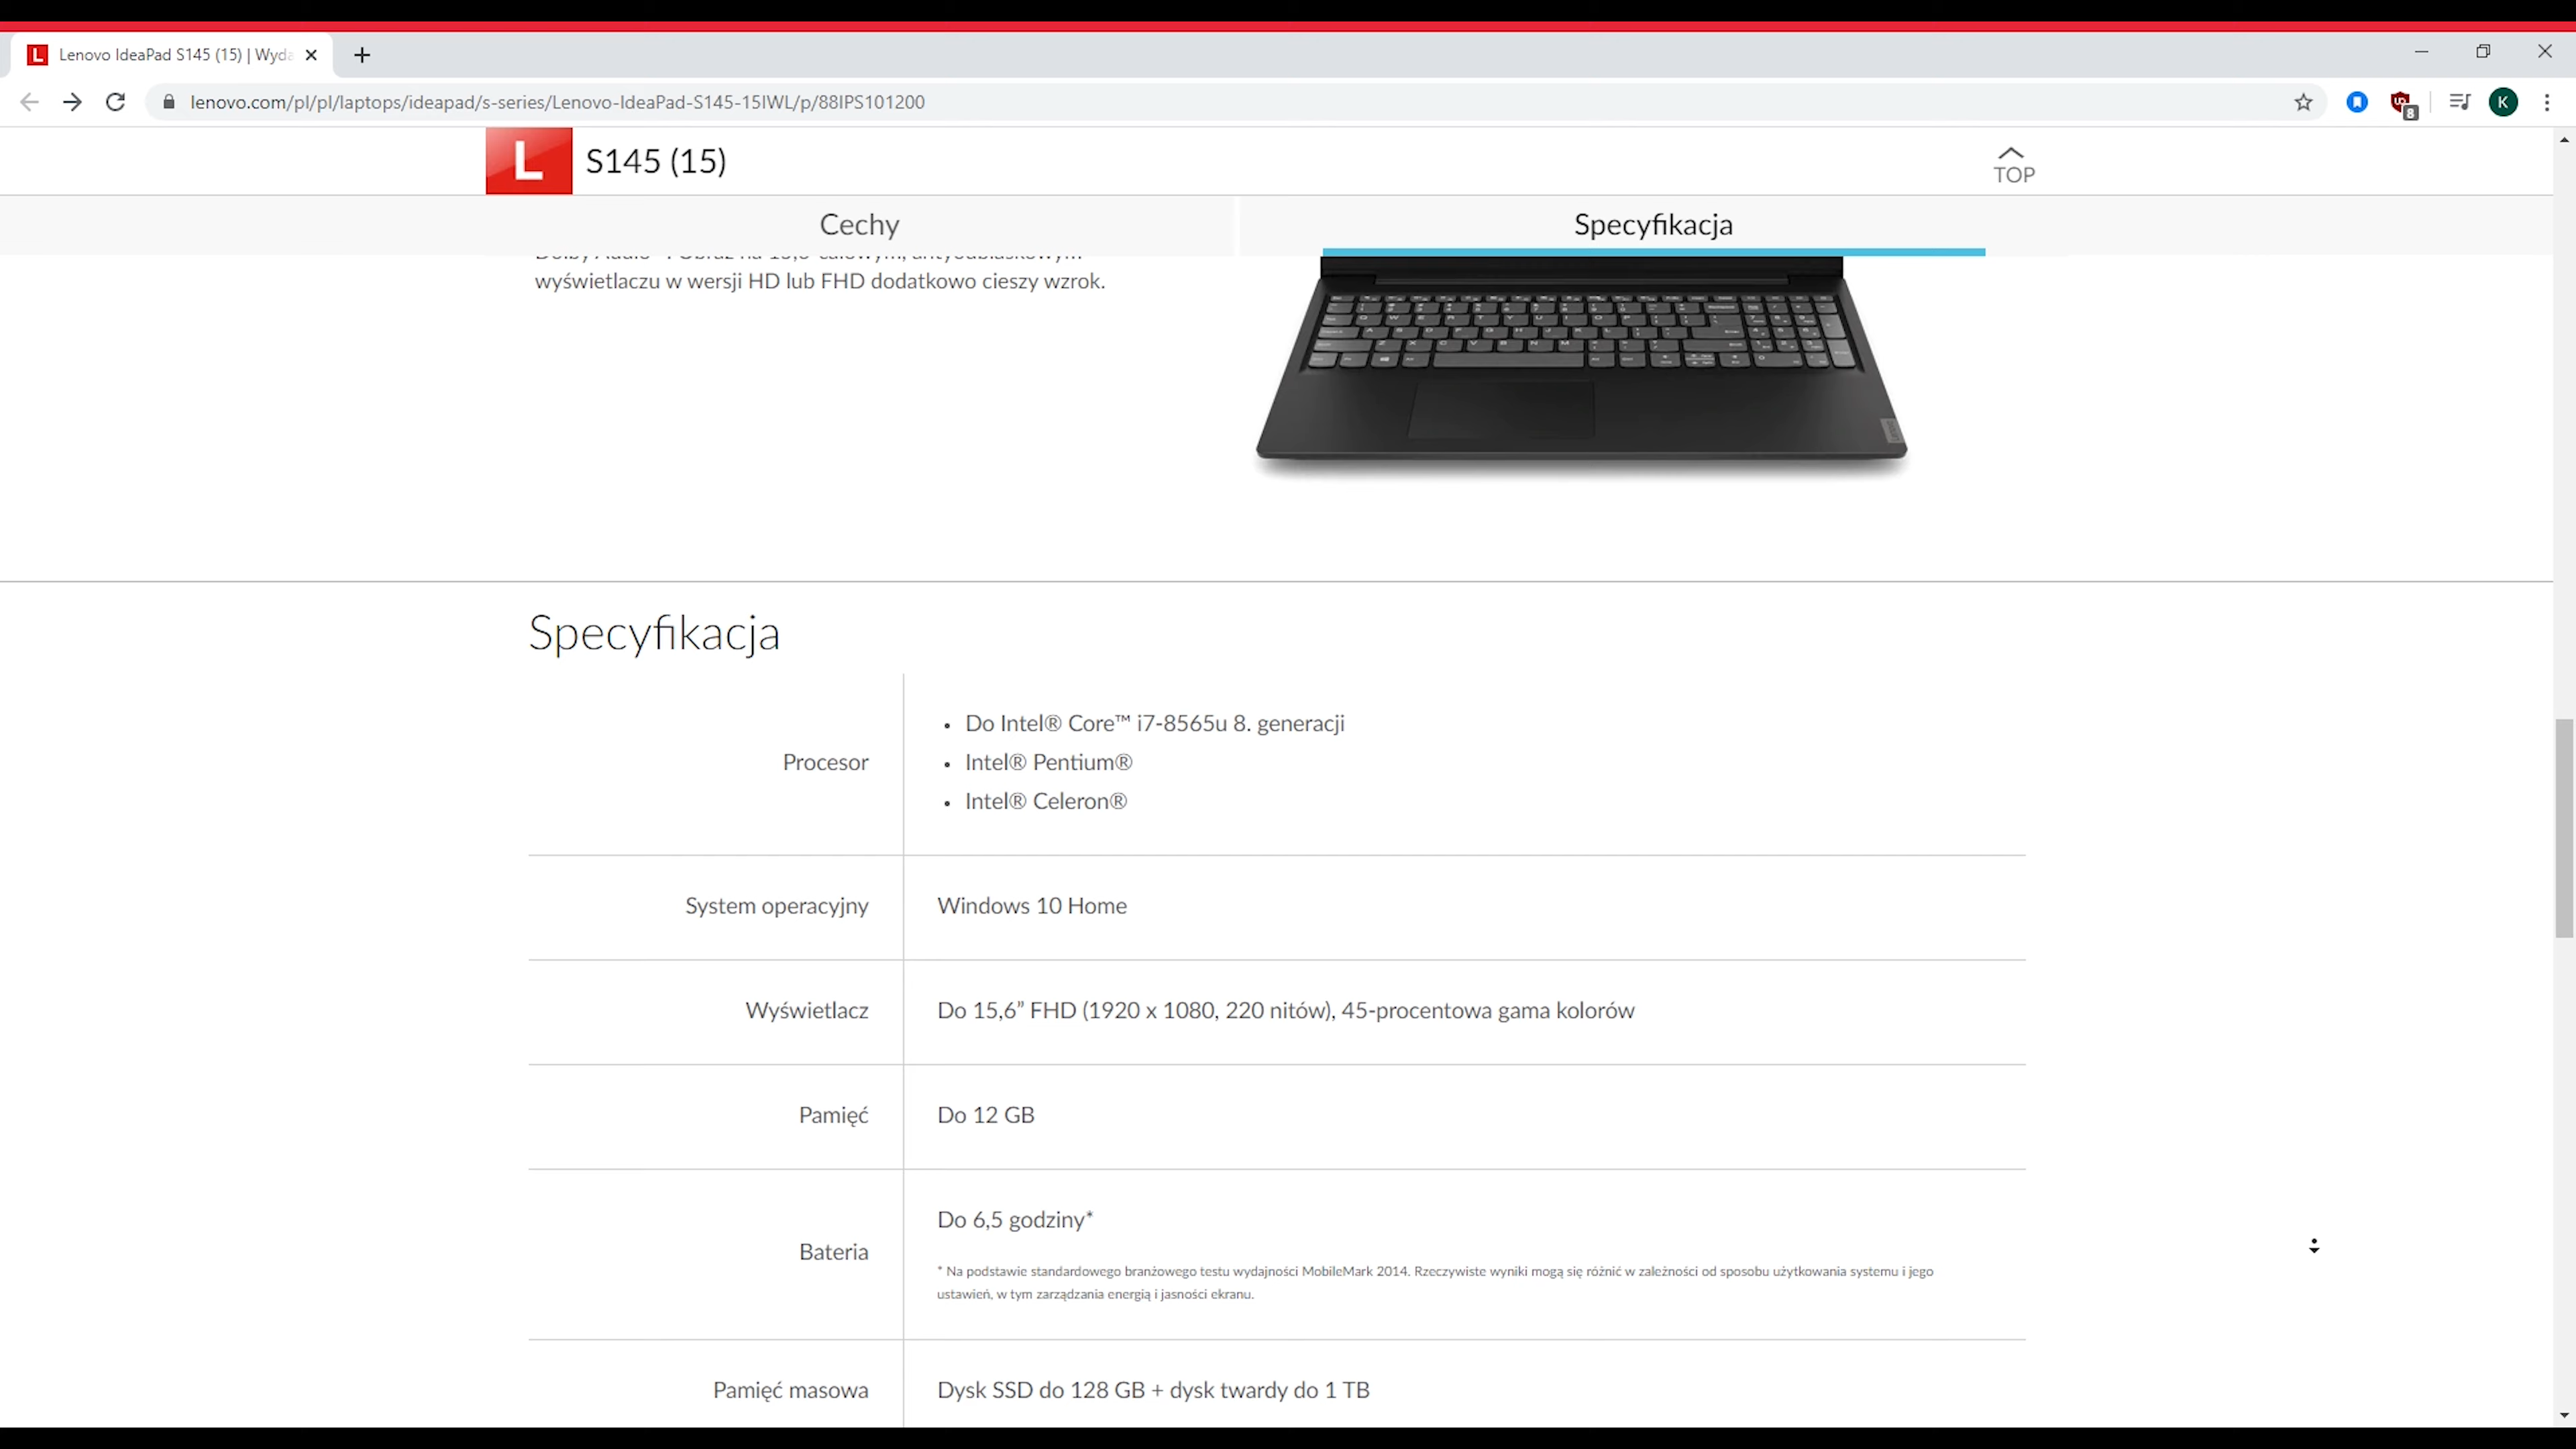 Lenovo IdeaPad S145 (15) | Wyda
lenovo.com/pl/pl/laptops/ideapad/s-series/Lenovo-IdeaPad-S145-15IWL/p/88IPS101200
8
K
L S145 (15)
TOP
Cechy
Specyfikacja
wyświetlaczu w wersji HD lub FHD dodatkowo cieszy wzrok.
Specyfikacja
Procesor
• Do Intel® Core™ i7-8565u 8. generacji
• Intel® Pentium®
• Intel® Celeron®
System operacyjny
Windows 10 Home
Wyświetlacz
Do 15,6” FHD (1920 x 1080, 220 nitów), 45-procentowa gama kolorów
Pamięć
Do 12 GB
Bateria
Do 6,5 godziny*
* Na podstawie standardowego branżowego testu wydajności MobileMark 2014. Rzeczywiste wyniki mogą się różnić w zależności od sposobu użytkowania systemu i jego
ustawień, w tym zarządzania energią i jasności ekranu.
Pamięć masowa
Dysk SSD do 128 GB + dysk twardy do 1 TB